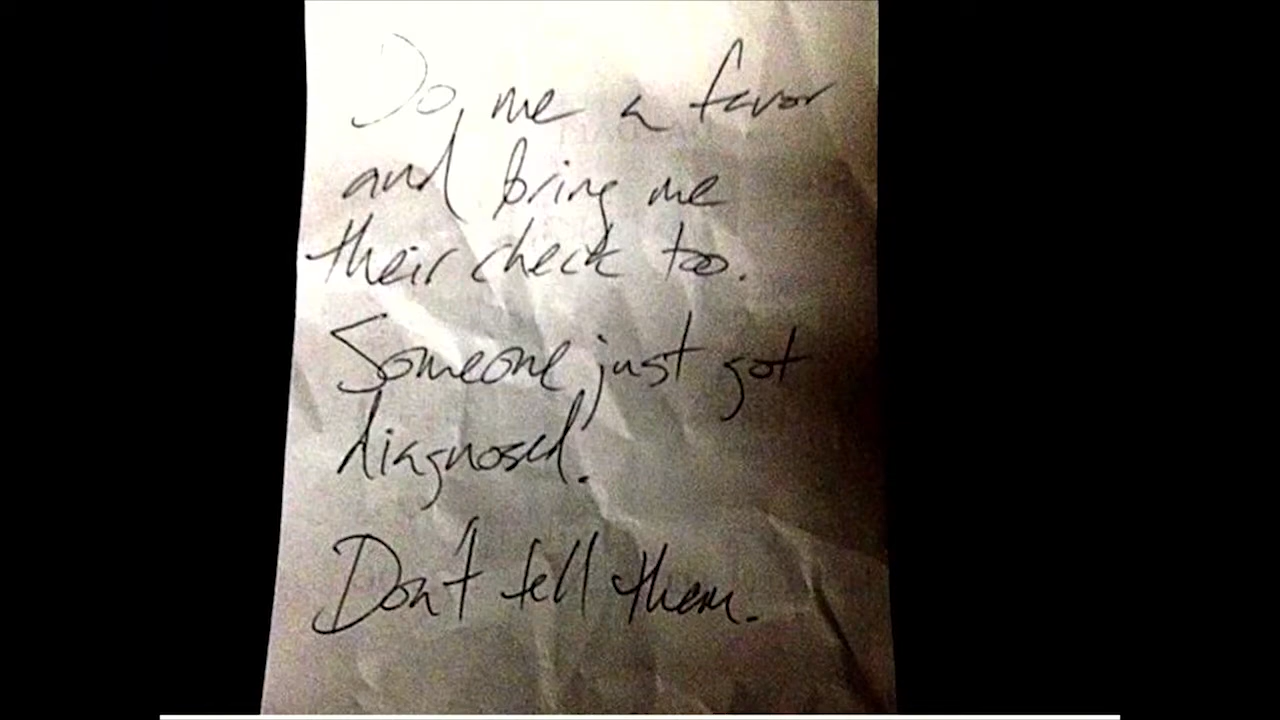 Do me a favor
and bring me
their check too.
Someone just got
diagnosed.
Don't tell them.